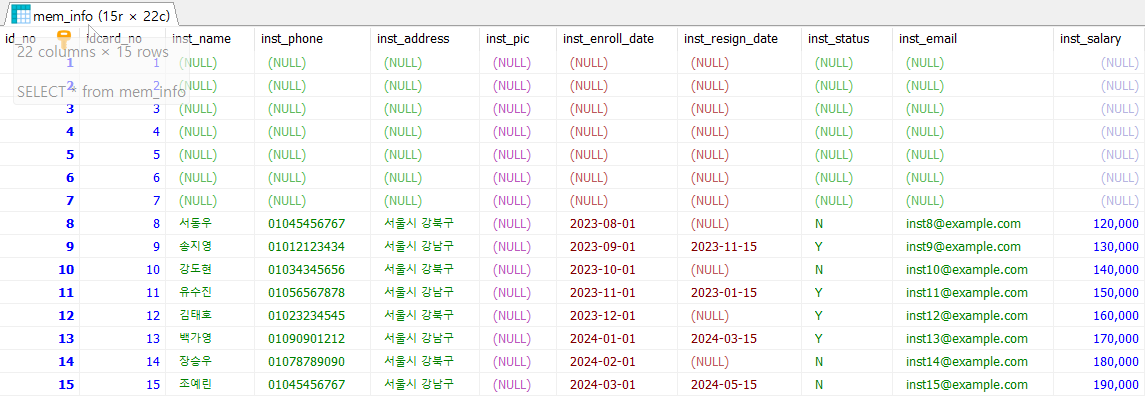 mem_info (15r × 22c)
id_no idcard_no inst_name inst_phone inst_address inst_pic inst_enroll_date inst_resign_date inst_status inst_email inst_salary
22 columns × 15 rows
1 1 (NULL) (NULL) (NULL) (NULL) (NULL) (NULL) (NULL) (NULL) (NULL)
2 2 (NULL) (NULL) (NULL) (NULL) (NULL) (NULL) (NULL) (NULL) (NULL)
SELECT * from mem_info
3 3 (NULL) (NULL) (NULL) (NULL) (NULL) (NULL) (NULL) (NULL) (NULL)
4 4 (NULL) (NULL) (NULL) (NULL) (NULL) (NULL) (NULL) (NULL) (NULL)
5 5 (NULL) (NULL) (NULL) (NULL) (NULL) (NULL) (NULL) (NULL) (NULL)
6 6 (NULL) (NULL) (NULL) (NULL) (NULL) (NULL) (NULL) (NULL) (NULL)
7 7 (NULL) (NULL) (NULL) (NULL) (NULL) (NULL) (NULL) (NULL) (NULL)
8 8 서동우 01045456767 서울시 강북구 (NULL) 2023-08-01 (NULL) N inst8@example.com 120,000
9 9 송지영 01012123434 서울시 강남구 (NULL) 2023-09-01 2023-11-15 Y inst9@example.com 130,000
10 10 강도현 01034345656 서울시 강북구 (NULL) 2023-10-01 (NULL) N inst10@example.com 140,000
11 11 유수진 01056567878 서울시 강남구 (NULL) 2023-11-01 2023-01-15 Y inst11@example.com 150,000
12 12 김태호 01023234545 서울시 강북구 (NULL) 2023-12-01 (NULL) Y inst12@example.com 160,000
13 13 백가영 01090901212 서울시 강남구 (NULL) 2024-01-01 2024-03-15 Y inst13@example.com 170,000
14 14 장승우 01078789090 서울시 강북구 (NULL) 2024-02-01 (NULL) N inst14@example.com 180,000
15 15 조예린 01045456767 서울시 강남구 (NULL) 2024-03-01 2024-05-15 N inst15@example.com 190,000